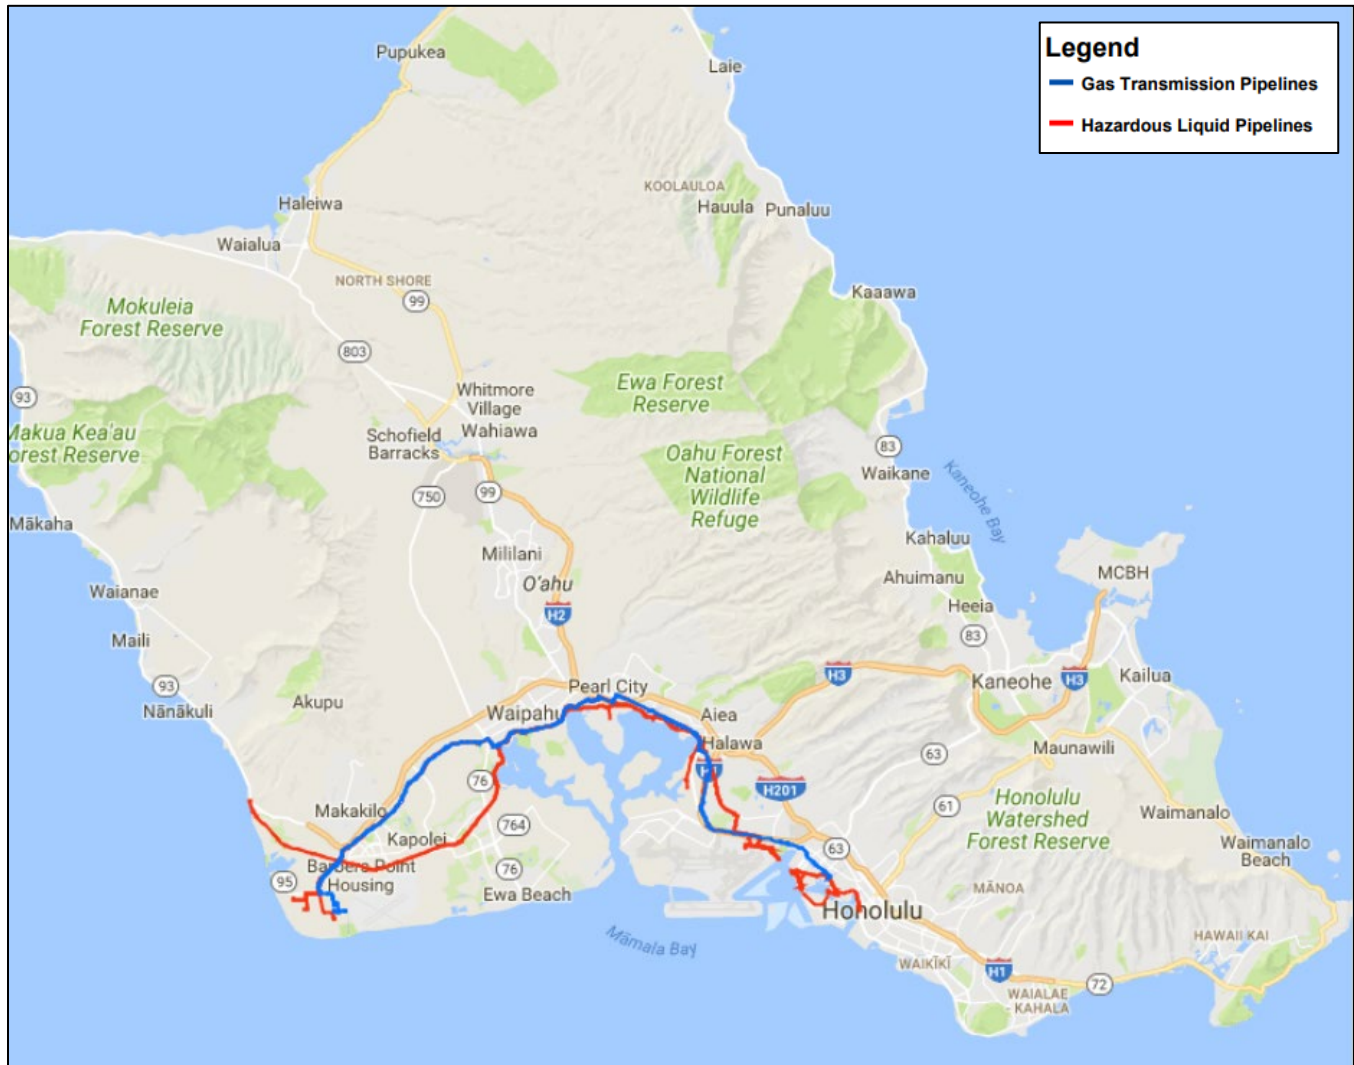 Legend
Gas Transmission Pipelines
Hazardous Liquid Pipelines
Pupukea
Laie
KOOLAULOA
Hauula
Punaluu
Haleiwa
Waialua
NORTH SHORE
99
Kaaawa
Mokuleia
Forest Reserve
803
93
Whitmore
Village
Wahiawa
Ewa Forest
Reserve
Makua Kea'au
orest Reserve
Schofield
Barracks
Oahu Forest
National
Wildlife
Refuge
83
Waikane
Kaneohe Bay
750
99
Mākaha
Mililani
O'ahu
Kahaluu
Ahuimanu
MCBH
Waianae
H2
Heeia
Maili
83
93
Nānākuli
Akupu
Pearl City
H3
Kaneohe
H3
Kailua
Waipahu
Aiea
Halawa
Maunawili
63
76
H201
61
Honolulu
Watershed
Forest Reserve
Waimanalo
Makakilo
Kapolei
764
63
Waimanalo
Beach
Barbers Point
Housing
95
76
Ewa Beach
MĀNOA
Honolulu
Māmala Bay
HAWAII KAI
WAIKĪKĪ
H1
72
WAIALAE
- KAHALA